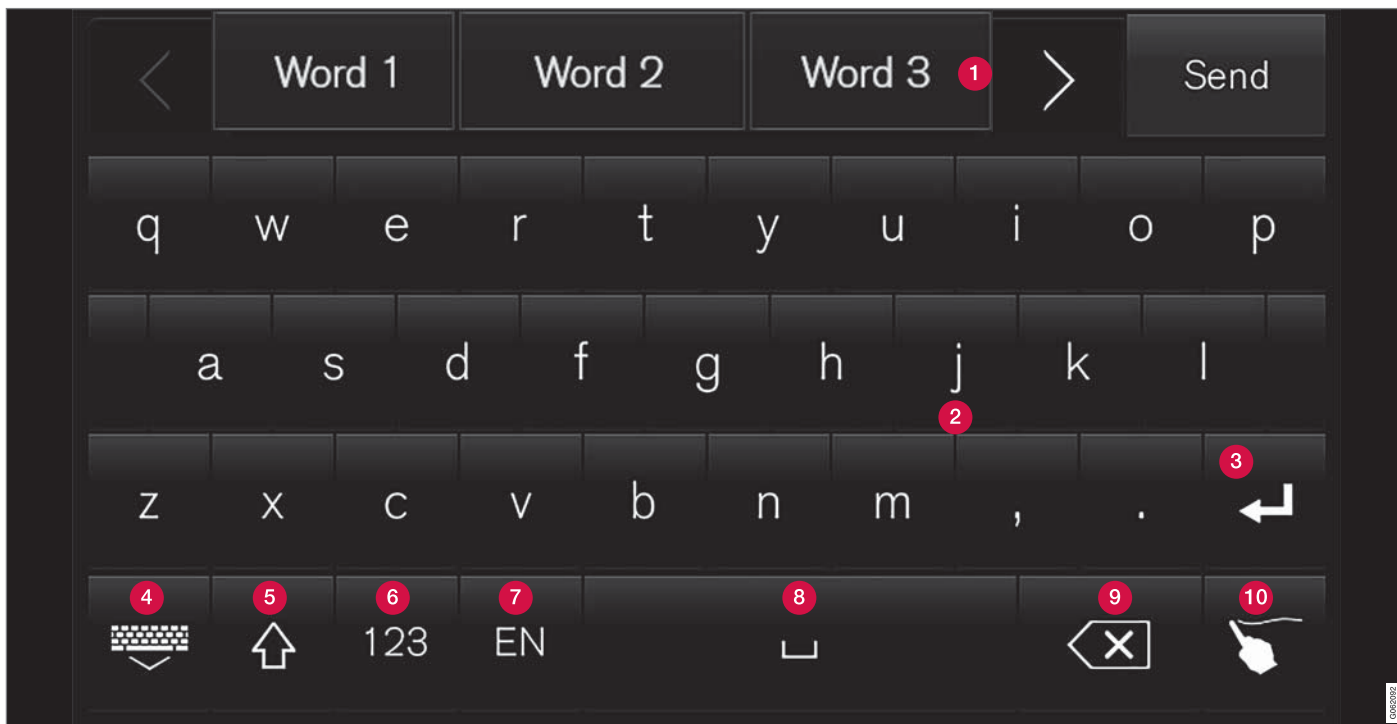 Word 1 Word 2 Word 3 1 Send
q w e r t y u i o p
a s d f g h j k l
2
3
z x c v b n m , .
4 5 6 7 8 9 10
123 EN
G062092